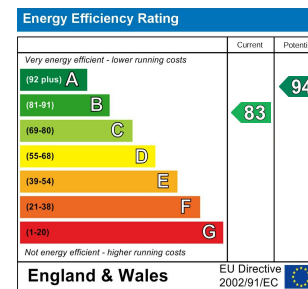 Energy Efficiency Rating
Current Potenti
Very energy efficient - lower running costs
(92 plus) A
94
(81-91) B
83
(69-80) C
(55-68) D
(39-54) E
(21-38) F
(1-20) G
Not energy efficient - higher running costs
England & Wales
EU Directive
2002/91/EC